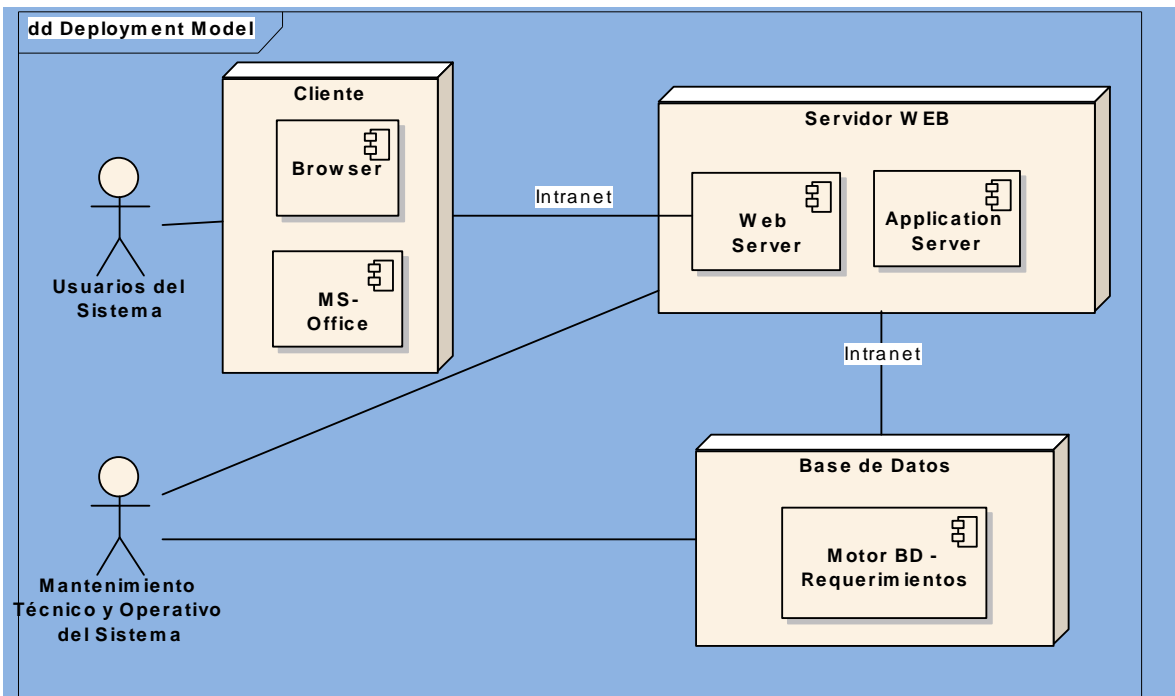 dd Deployment Model
Cliente
Browser
MS-
Office
Usuarios del
Sistema
Intranet
Servidor WEB
Web
Server
Application
Server
Intranet
Base de Datos
Motor BD -
Requerimientos
Mantenimiento
Técnico y Operativo
del Sistema